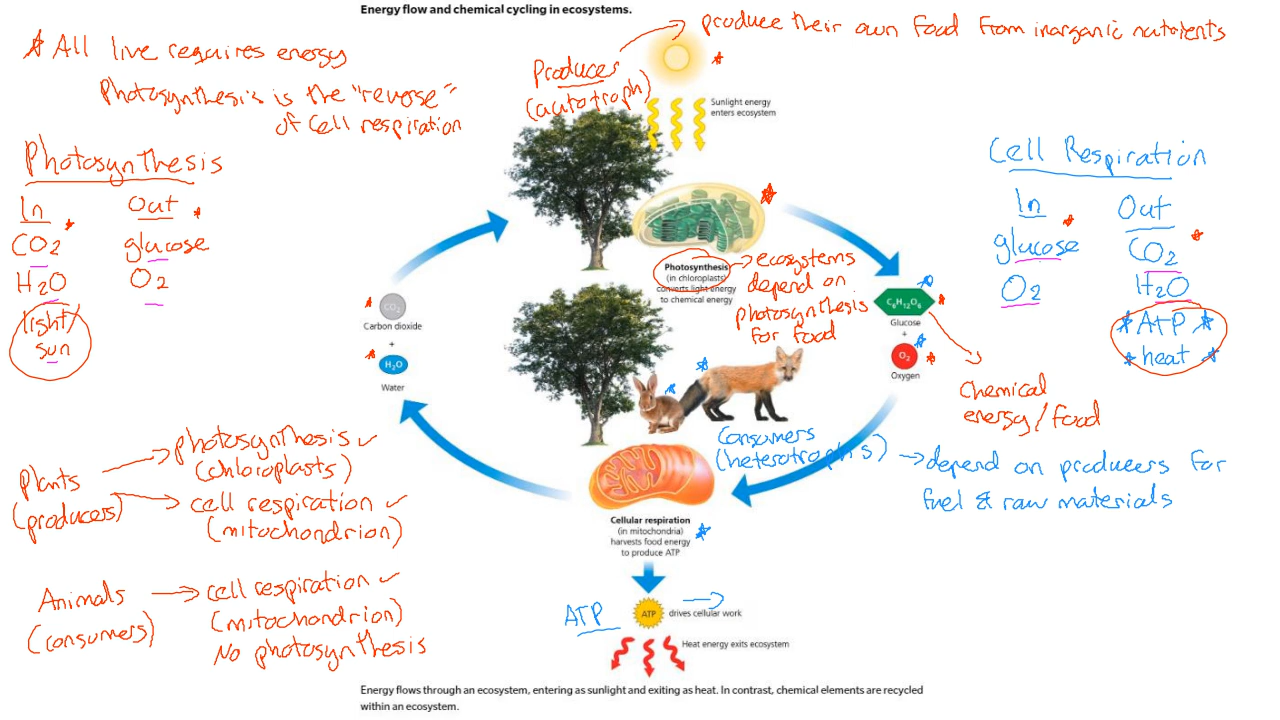 Energy flow and chemical cycling in ecosystems.
produce their own food from inorganic nutrients
* All live requires energy
Photosynthesis is the "reverse"
of cell respiration
Producer
(autotroph)
Sunlight energy
enters ecosystem
Photosynthesis
In
Out
CO2
glucose
H2O
O2
light/
sun
Cell Respiration
In
Out
glucose
CO2
O2
H2O
* ATP *
* heat *
Photosynthesis
(in chloroplasts)
converts light energy
to chemical energy
→ ecosystems
depend on
photosynthesis
for food
CO2
Carbon dioxide
+
H2O
Water
C6H12O6
Glucose
+
O2
Oxygen
Chemical
energy/food
Consumers
(heterotrophs) → depend on producers for
fuel & raw materials
Plants
(producers)
→ photosynthesis ✓
(chloroplasts)
→ cell respiration ✓
(mitochondrion)
Animals
(consumers)
→ cell respiration ✓
(mitochondrion)
No photosynthesis
Cellular respiration
(in mitochondria)
harvests food energy
to produce ATP
ATP
ATP
drives cellular work
Heat energy exits ecosystem
Energy flows through an ecosystem, entering as sunlight and exiting as heat. In contrast, chemical elements are recycled
within an ecosystem.